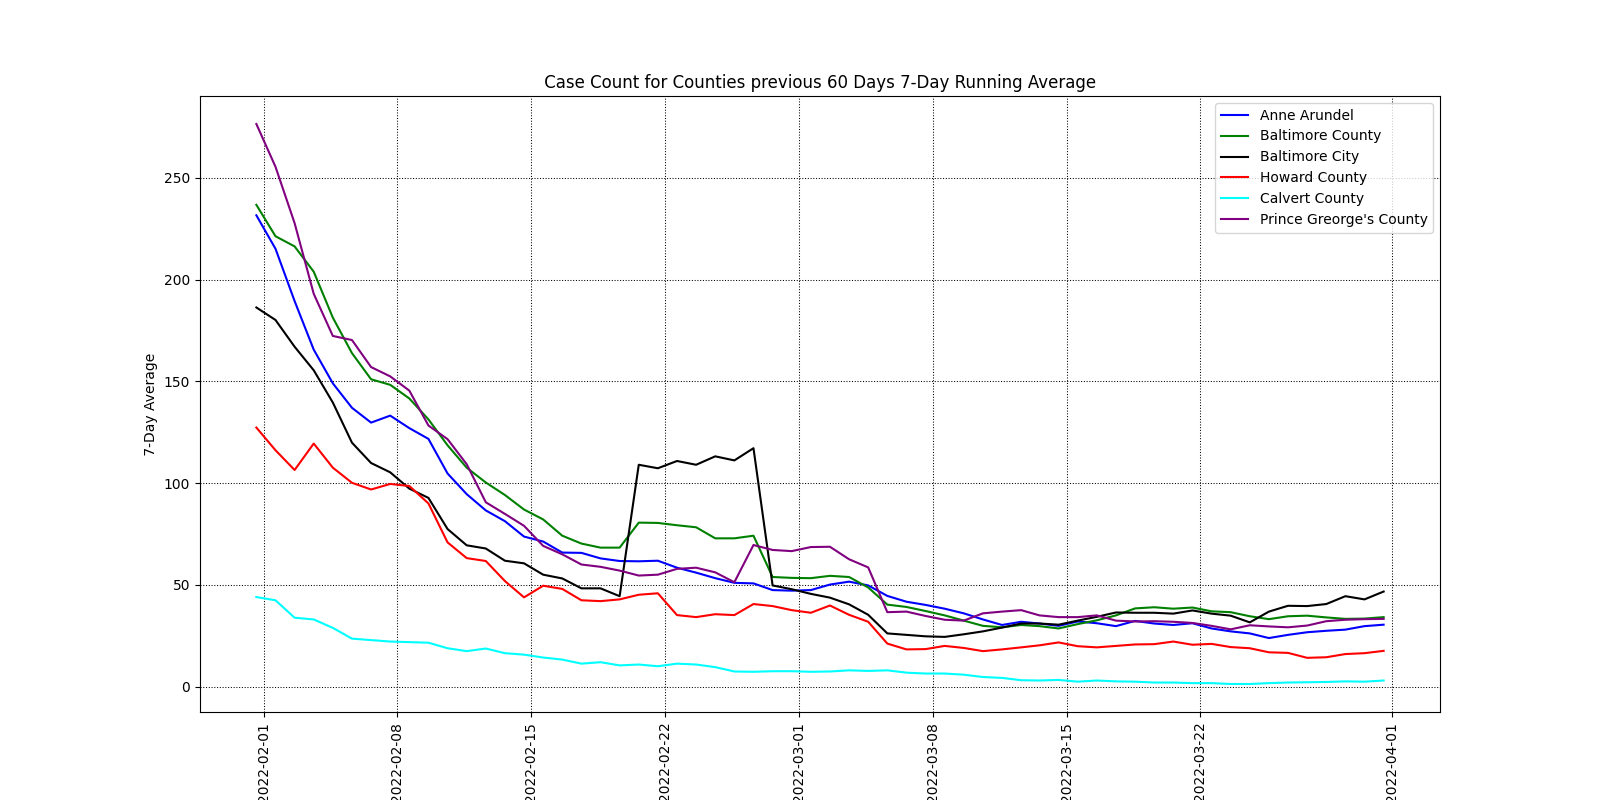 Case Count for Counties previous 60 Days 7-Day Running Average
Anne Arundel
Baltimore County
Baltimore City
Howard County
Calvert County
Prince Greorge's County
7-Day Average
250
200
150
100
50
0
2022-02-01
2022-02-08
2022-02-15
2022-02-22
2022-03-01
2022-03-08
2022-03-15
2022-03-22
2022-04-01